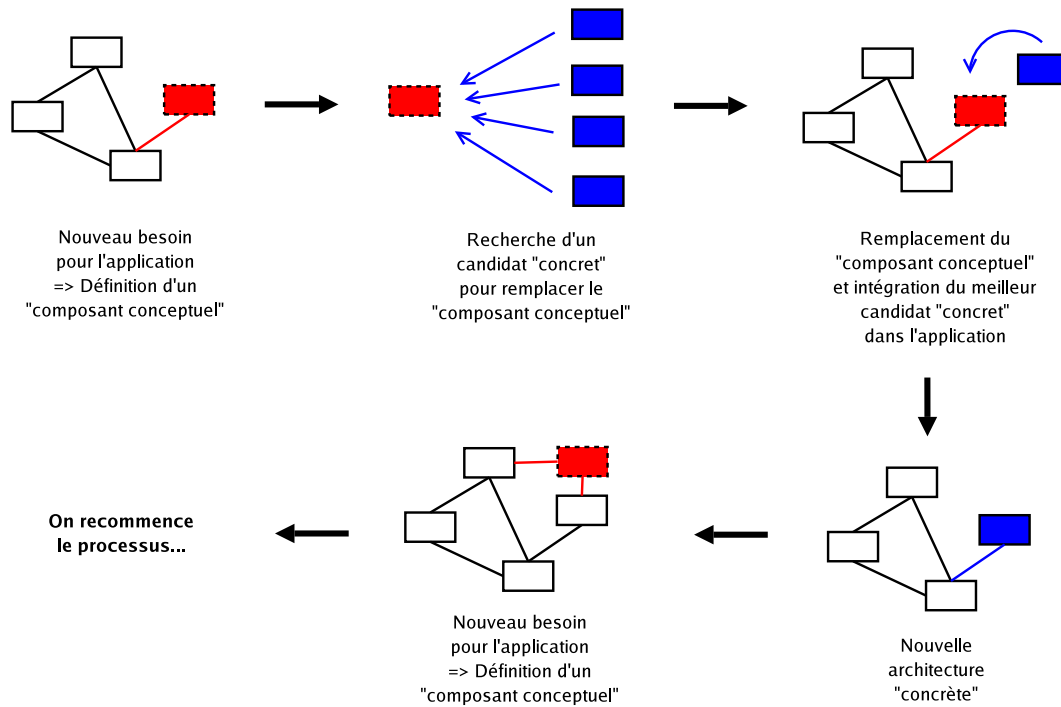 Nouveau besoin
pour l'application
=> Définition d'un
"composant conceptuel"
Recherche d'un
candidat "concret"
pour remplacer le
"composant conceptuel"
Remplacement du
"composant conceptuel"
et intégration du meilleur
candidat "concret"
dans l'application
Nouvelle
architecture
"concrète"
Nouveau besoin
pour l'application
=> Définition d'un
"composant conceptuel"
On recommence
le processus...